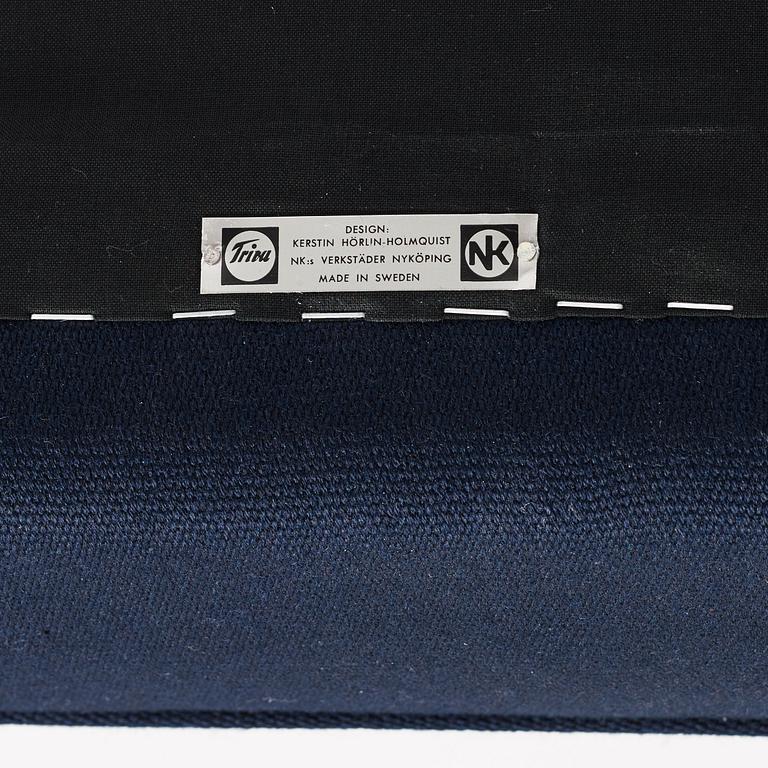 Triva
DESIGN:
KERSTIN HÖRLIN-HOLMQUIST
NK:s VERKSTÄDER NYKÖPING
MADE IN SWEDEN
NK